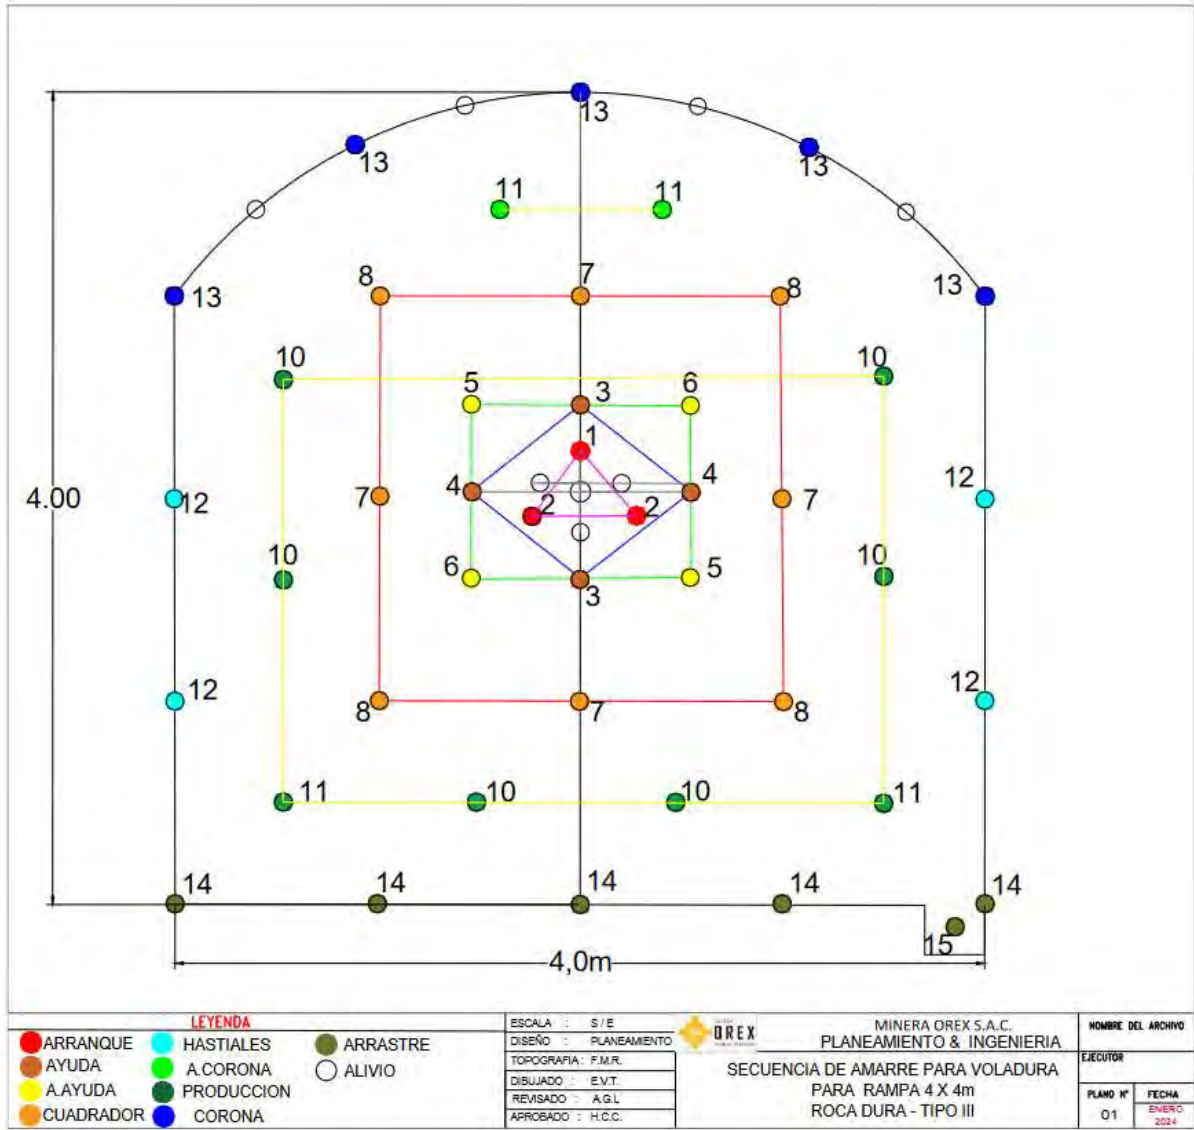 13
13
13
11
11
8
7
8
13
13
10
10
5
3
6
1
4
4
4.00
12
7
2
2
7
12
10
6
3
5
10
12
8
7
8
12
11
10
10
11
14
14
14
14
14
15
4,0m
LEYENDA
ARRANQUE
AYUDA
A.AYUDA
CUADRADOR
HASTIALES
A.CORONA
PRODUCCION
CORONA
ARRASTRE
ALIVIO
ESCALA : S/E
DISEÑO : PLANEAMIENTO
TOPOGRAFIA : F.M.R.
DIBUJADO : E.V.T.
REVISADO : A.G.L
APROBADO : H.C.C.
OREX
MINERA OREX S.A.C.
PLANEAMIENTO & INGENIERIA
SECUENCIA DE AMARRE PARA VOLADURA
PARA RAMPA 4 X 4m
ROCA DURA - TIPO III
NOMBRE DEL ARCHIVO
EJECUTOR
PLANO Nº
01
FECHA
ENERO
2024